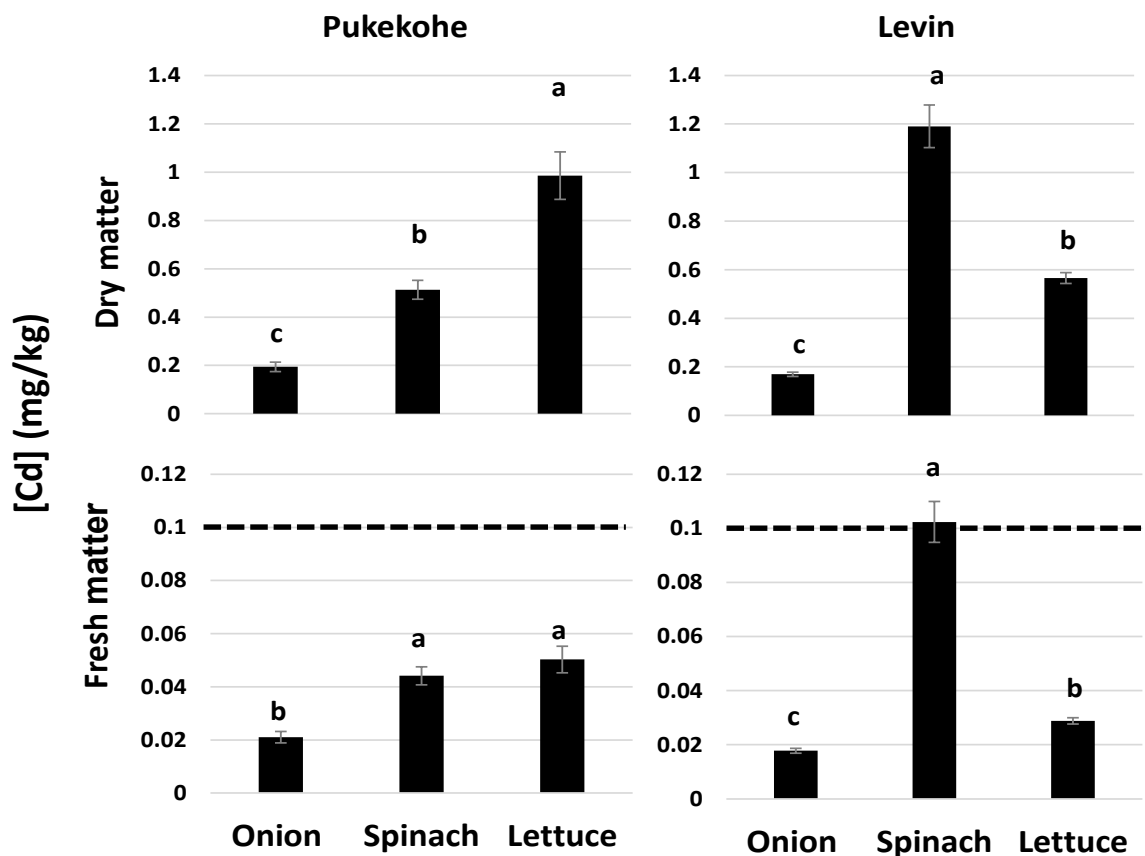 Pukekohe
Levin
[Cd] (mg/kg)
Dry matter
1.4
1.2
1
0.8
0.6
0.4
0.2
0
c
b
a
1.4
1.2
1
0.8
0.6
0.4
0.2
0
c
a
b
Fresh matter
0.12
0.1
0.08
0.06
0.04
0.02
0
b
a
a
Onion Spinach Lettuce
0.12
0.1
0.08
0.06
0.04
0.02
0
c
a
b
Onion Spinach Lettuce